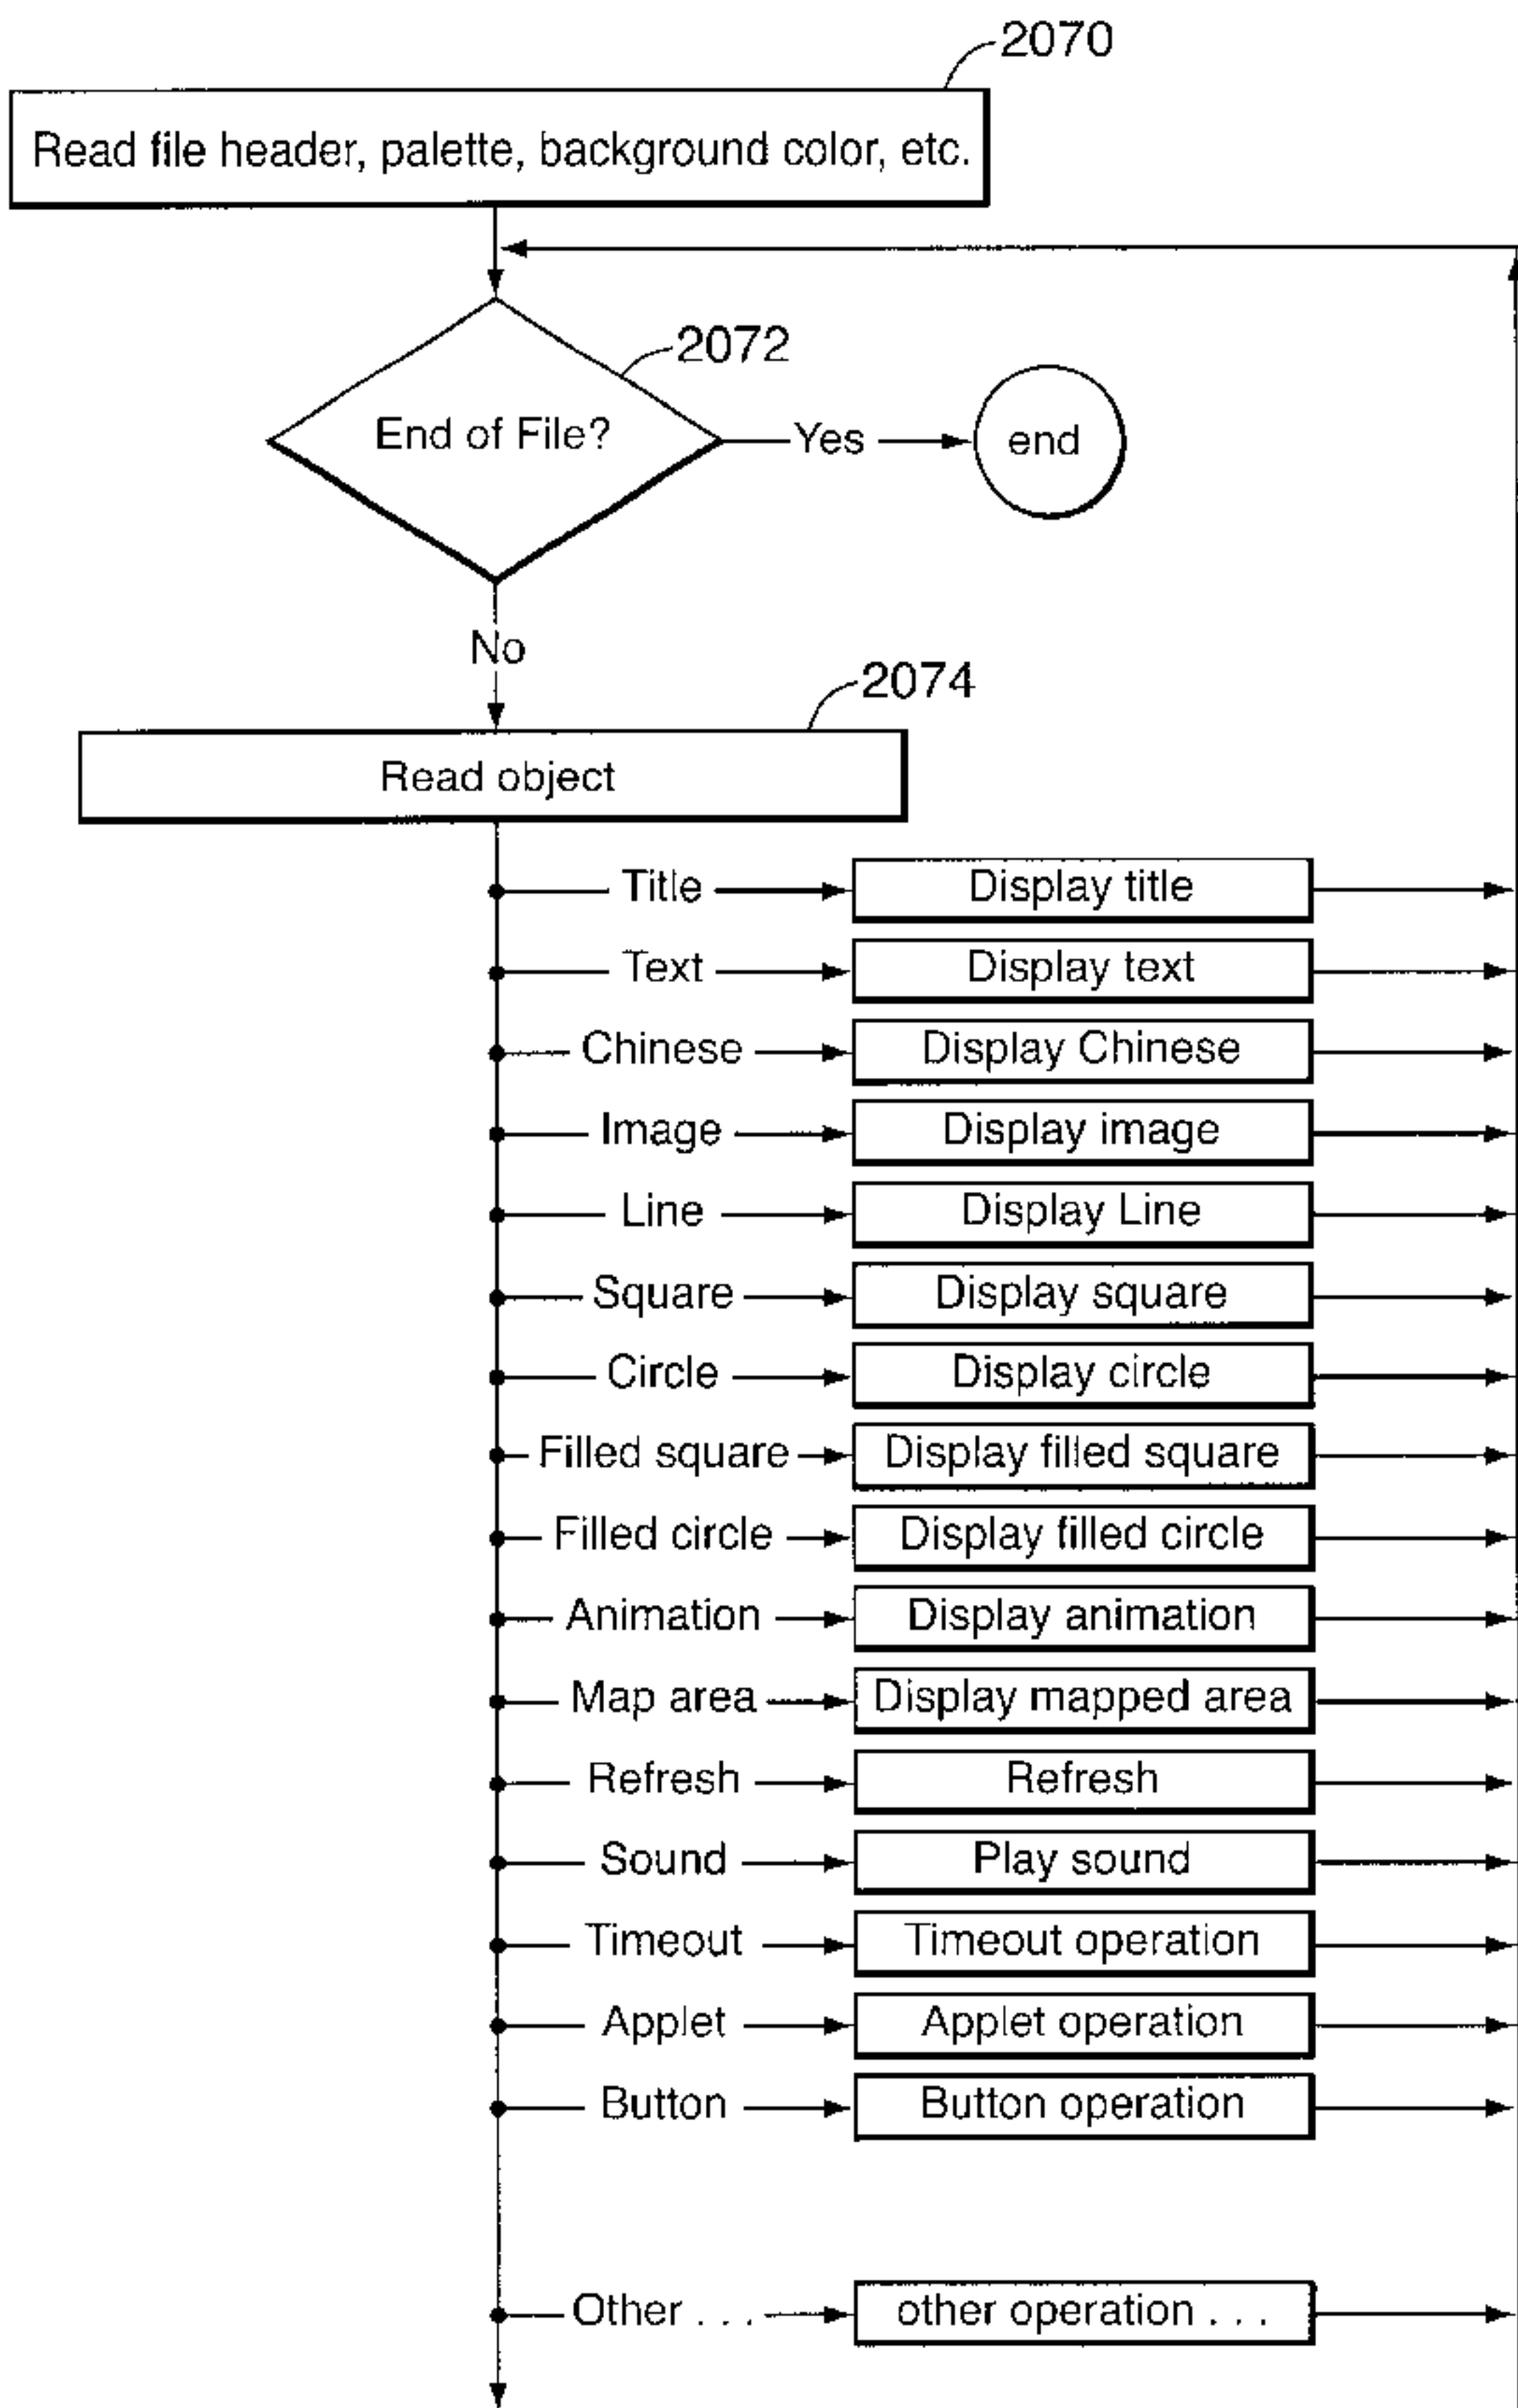 2070
Read file header, palette, background color, etc.
2072
End of File?
Yes
end
No
2074
Read object
Title
Display title
Text
Display text
Chinese
Display Chinese
Image
Display image
Line
Display Line
Square
Display square
Circle
Display circle
Filled square
Display filled square
Filled circle
Display filled circle
Animation
Display animation
Map area
Display mapped area
Refresh
Refresh
Sound
Play sound
Timeout
Timeout operation
Applet
Applet operation
Button
Button operation
Other . . .
other operation . . .